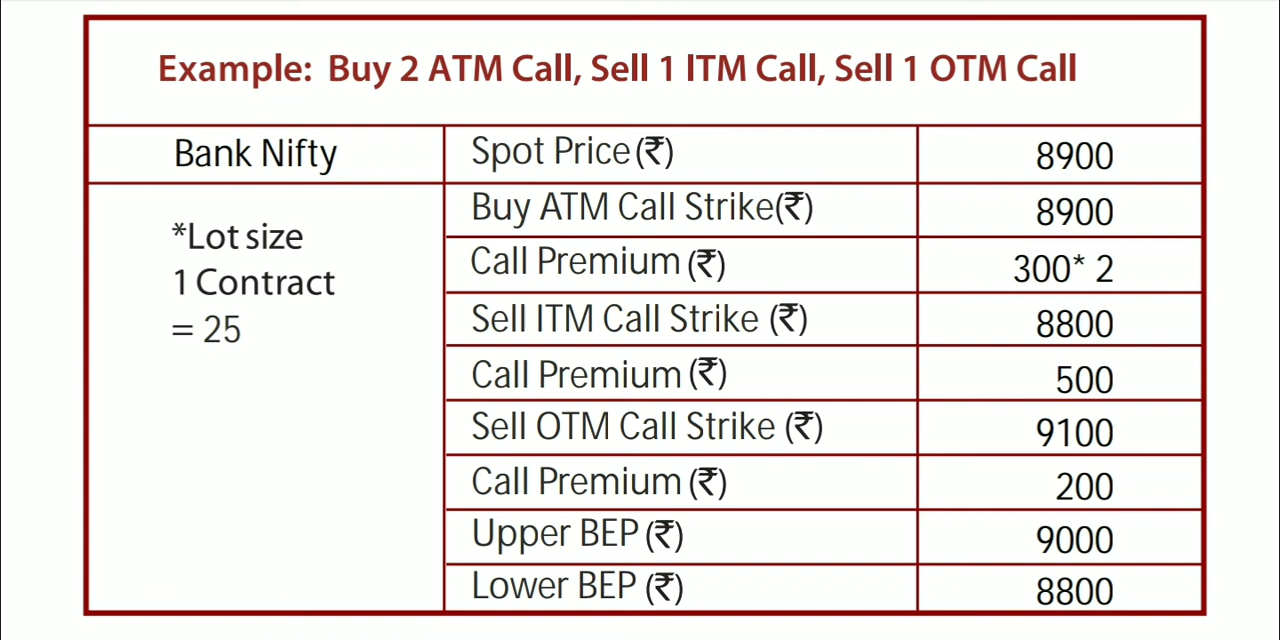 Example: Buy 2 ATM Call, Sell 1 ITM Call, Sell 1 OTM Call
Bank Nifty
Spot Price (₹)
8900
*Lot size
1 Contract
= 25
Buy ATM Call Strike(₹)
8900
Call Premium (₹)
300* 2
Sell ITM Call Strike (₹)
8800
Call Premium (₹)
500
Sell OTM Call Strike (₹)
9100
Call Premium (₹)
200
Upper BEP (₹)
9000
Lower BEP (₹)
8800